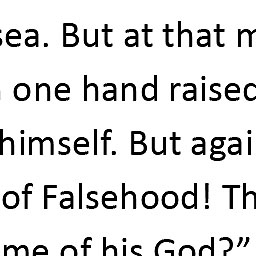 sea. But at that m
one hand raised
himself. But agai
of Falsehood! Th
me of his God?”